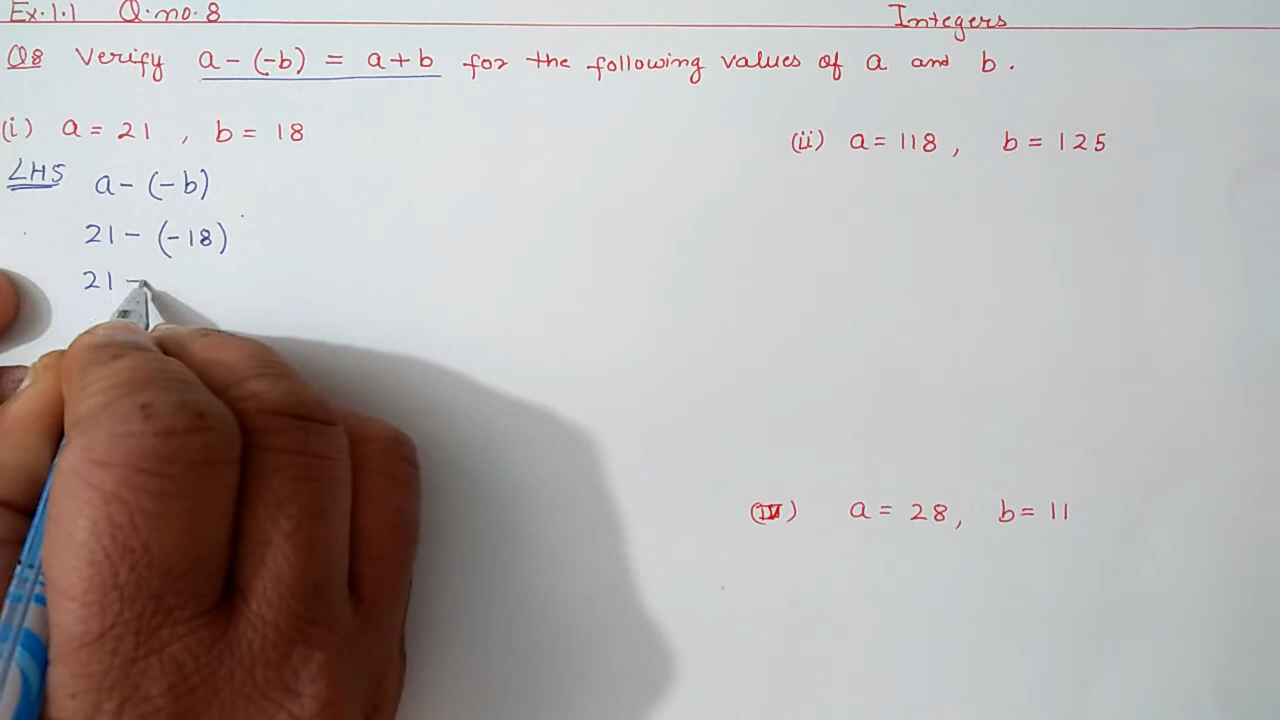 Ex.1.1 Q.no.8 Integers
Q8 Verify a - (-b) = a + b for the following values of a and b.
(i) a = 21 , b = 18
(ii) a = 118 , b = 125
LHS a - (-b)
21 - (-18)
21 -
(IV) a = 28 , b = 11